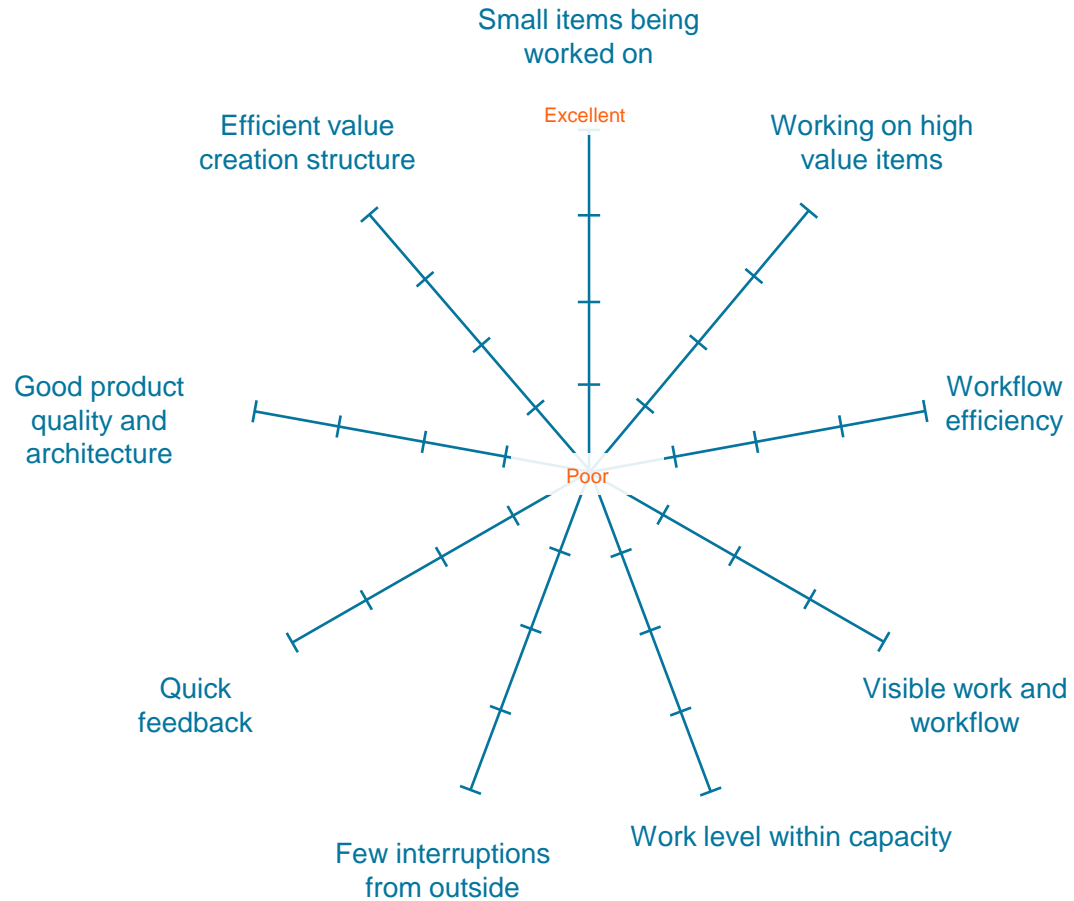 Small items being
worked on
Excellent
Efficient value
creation structure
Working on high
value items
Good product
quality and
architecture
Workflow
efficiency
Poor
Quick
feedback
Visible work and
workflow
Few interruptions
from outside
Work level within capacity